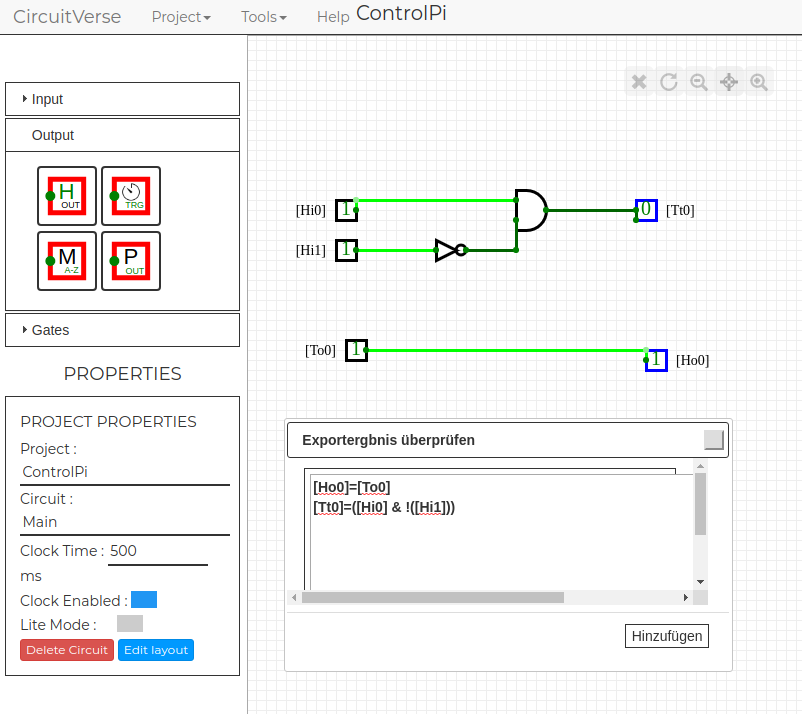 CircuitVerse Project Tools Help ControlPi
Input
Output
H OUT
TRG
M A-Z
P OUT
Gates
PROPERTIES
PROJECT PROPERTIES
Project :
ControlPi
Circuit :
Main
Clock Time : 500
ms
Clock Enabled :
Lite Mode :
Delete Circuit Edit layout
[Hi0] 1 0 [Tt0]
[Hi1] 1
[To0] 1 1 [Ho0]
Exportergbnis überprüfen
[Ho0]=[To0]
[Tt0]=([Hi0] & !([Hi1]))
Hinzufügen